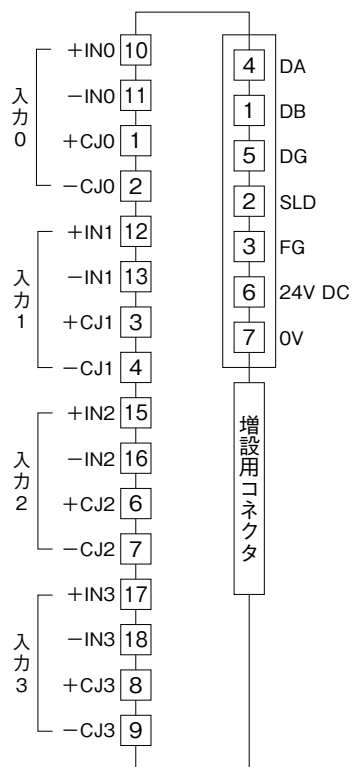 入力0
+IN0 10
−IN0 11
+CJ0 1
−CJ0 2
入力1
+IN1 12
−IN1 13
+CJ1 3
−CJ1 4
入力2
+IN2 15
−IN2 16
+CJ2 6
−CJ2 7
入力3
+IN3 17
−IN3 18
+CJ3 8
−CJ3 9
4 DA
1 DB
5 DG
2 SLD
3 FG
6 24V DC
7 0V
増設用コネクタ